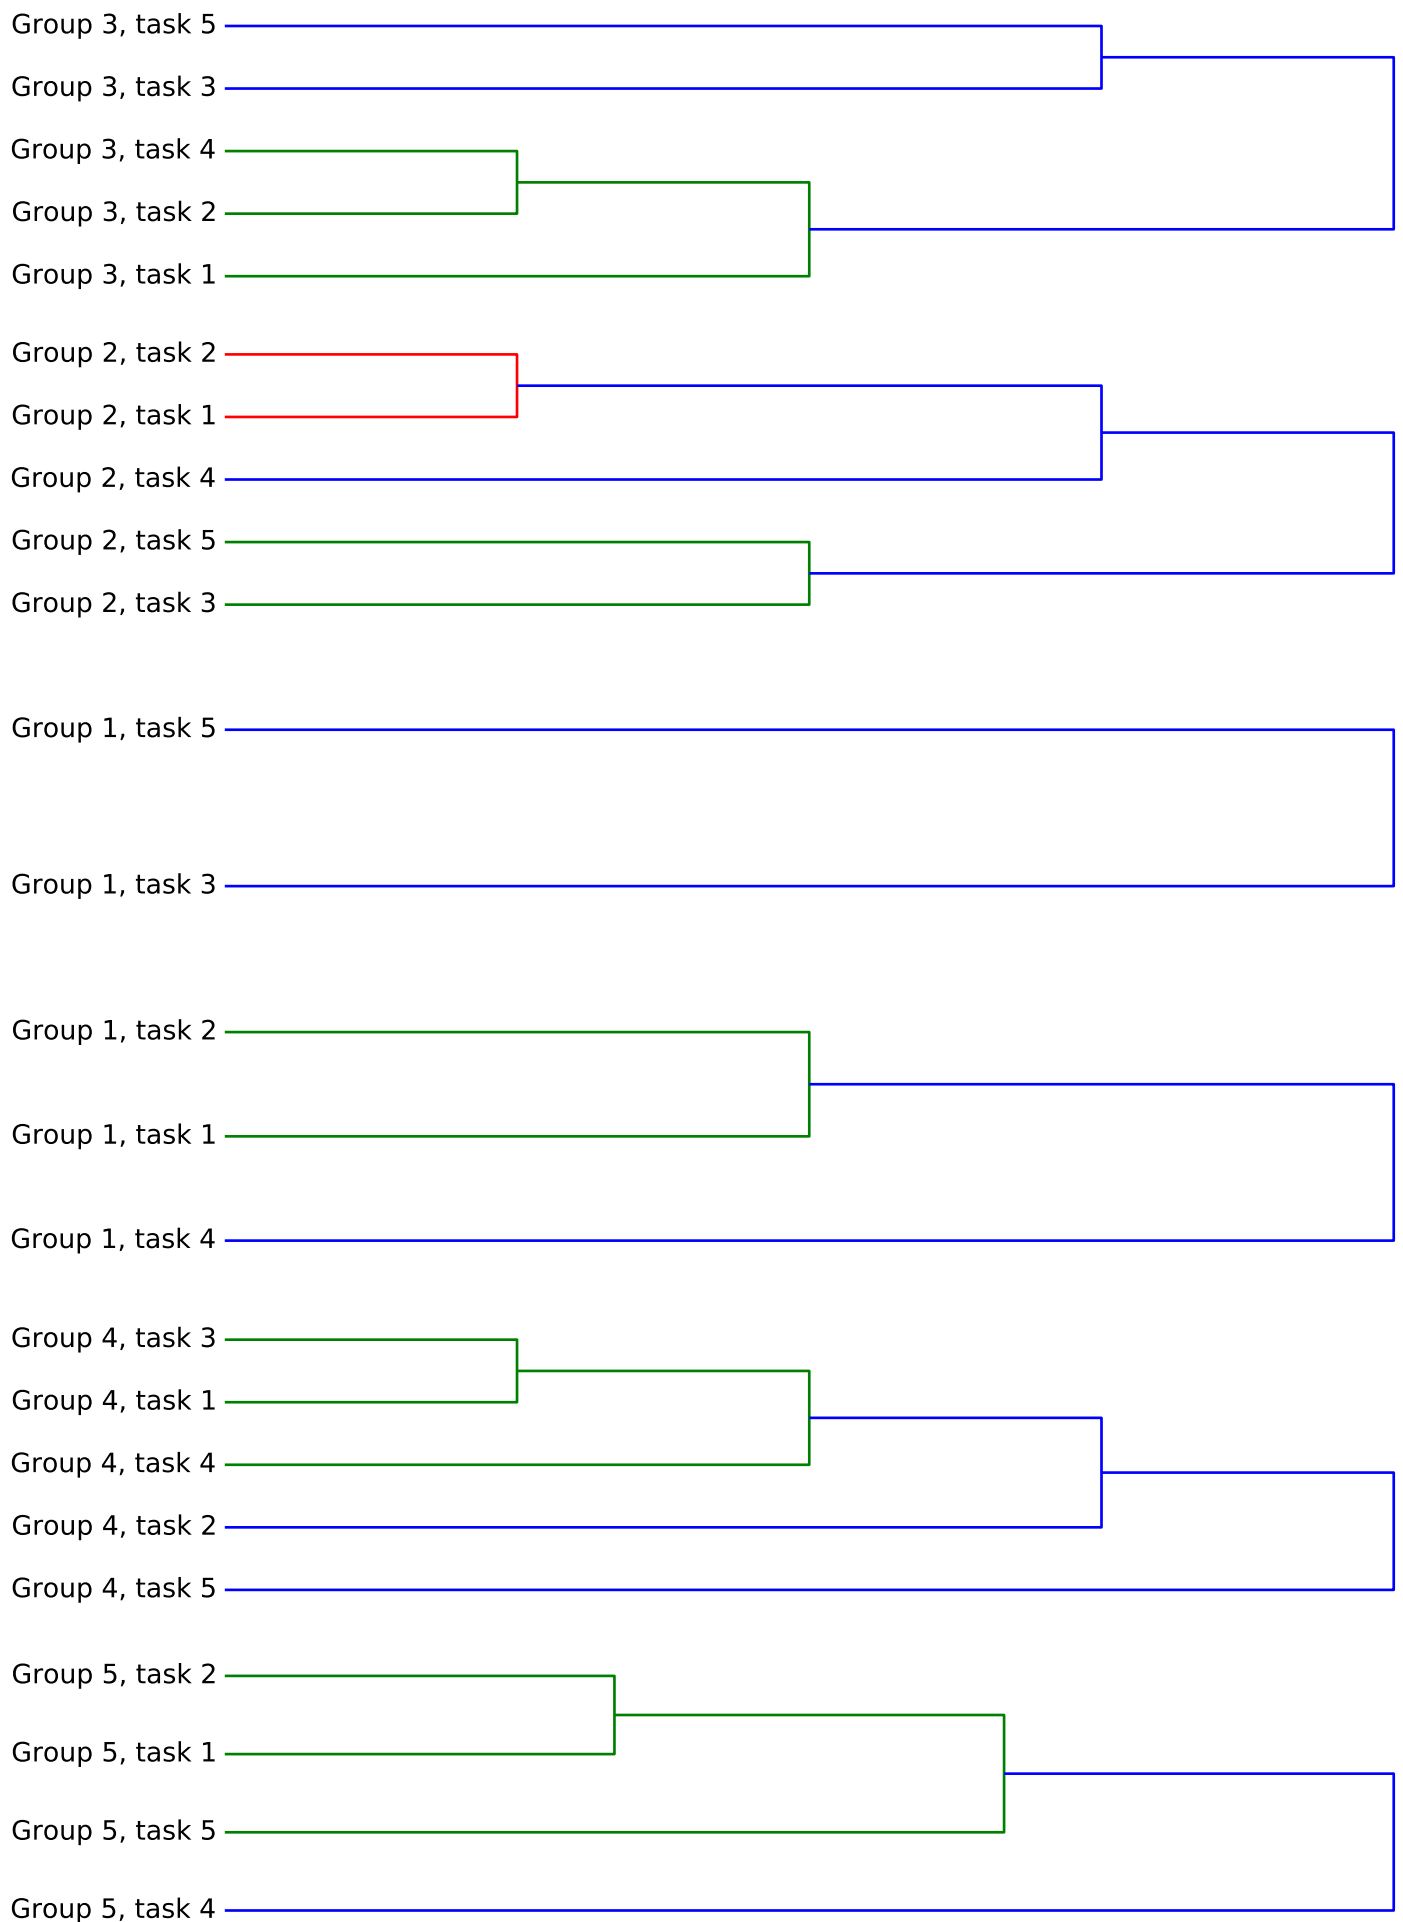 Group 3, task 5
Group 3, task 3
Group 3, task 4
Group 3, task 2
Group 3, task 1
Group 2, task 2
Group 2, task 1
Group 2, task 4
Group 2, task 5
Group 2, task 3
Group 1, task 5
Group 1, task 3
Group 1, task 2
Group 1, task 1
Group 1, task 4
Group 4, task 3
Group 4, task 1
Group 4, task 4
Group 4, task 2
Group 4, task 5
Group 5, task 2
Group 5, task 1
Group 5, task 5
Group 5, task 4